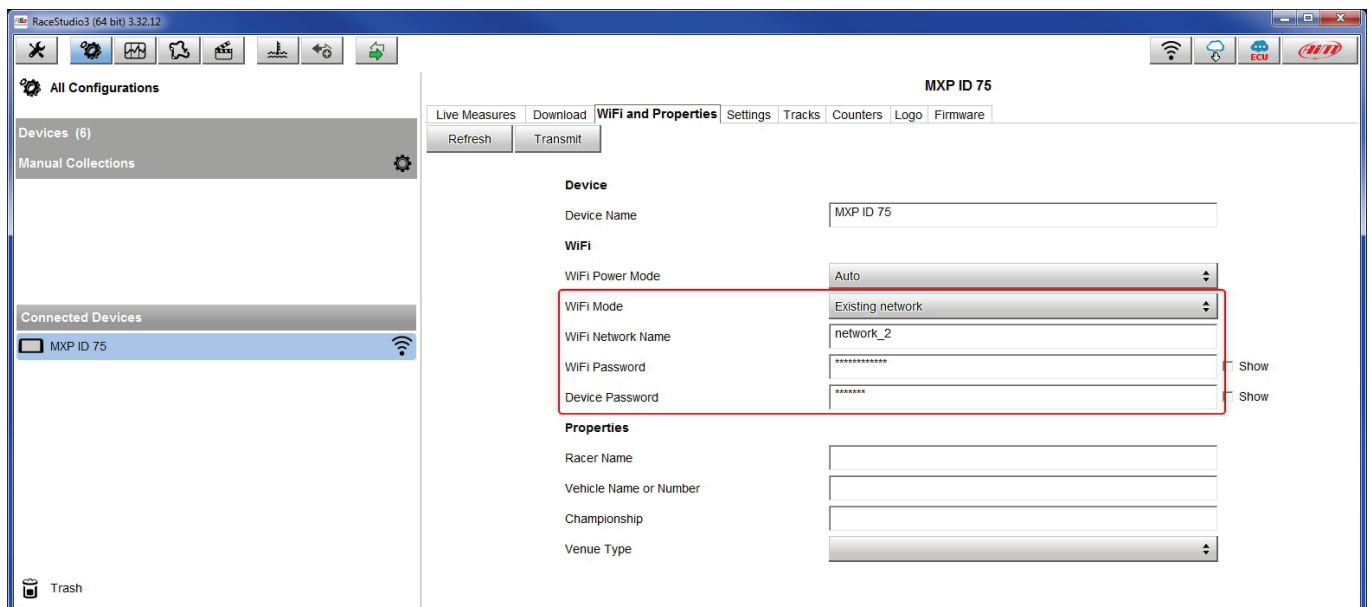 RaceStudio3 (64 bit) 3.32.12
ECU
AiM
All Configurations
MXP ID 75
Live Measures Download WiFi and Properties Settings Tracks Counters Logo Firmware
Devices (6)
Refresh Transmit
Manual Collections
Device
Device Name MXP ID 75
WiFi
WiFi Power Mode Auto
WiFi Mode Existing network
Connected Devices
WiFi Network Name network_2
MXP ID 75
WiFi Password ************ Show
Device Password ******* Show
Properties
Racer Name
Vehicle Name or Number
Championship
Venue Type
Trash